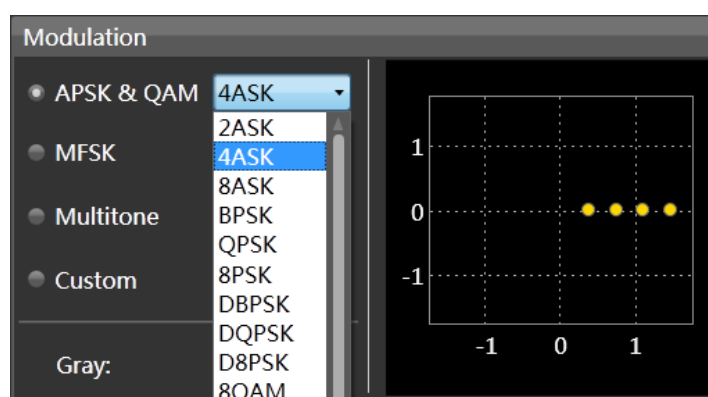 Modulation
APSK & QAM
4ASK
2ASK
4ASK
8ASK
BPSK
QPSK
8PSK
DBPSK
DQPSK
D8PSK
8QAM
MFSK
Multitone
Custom
Gray:
1
0
-1
-1 0 1